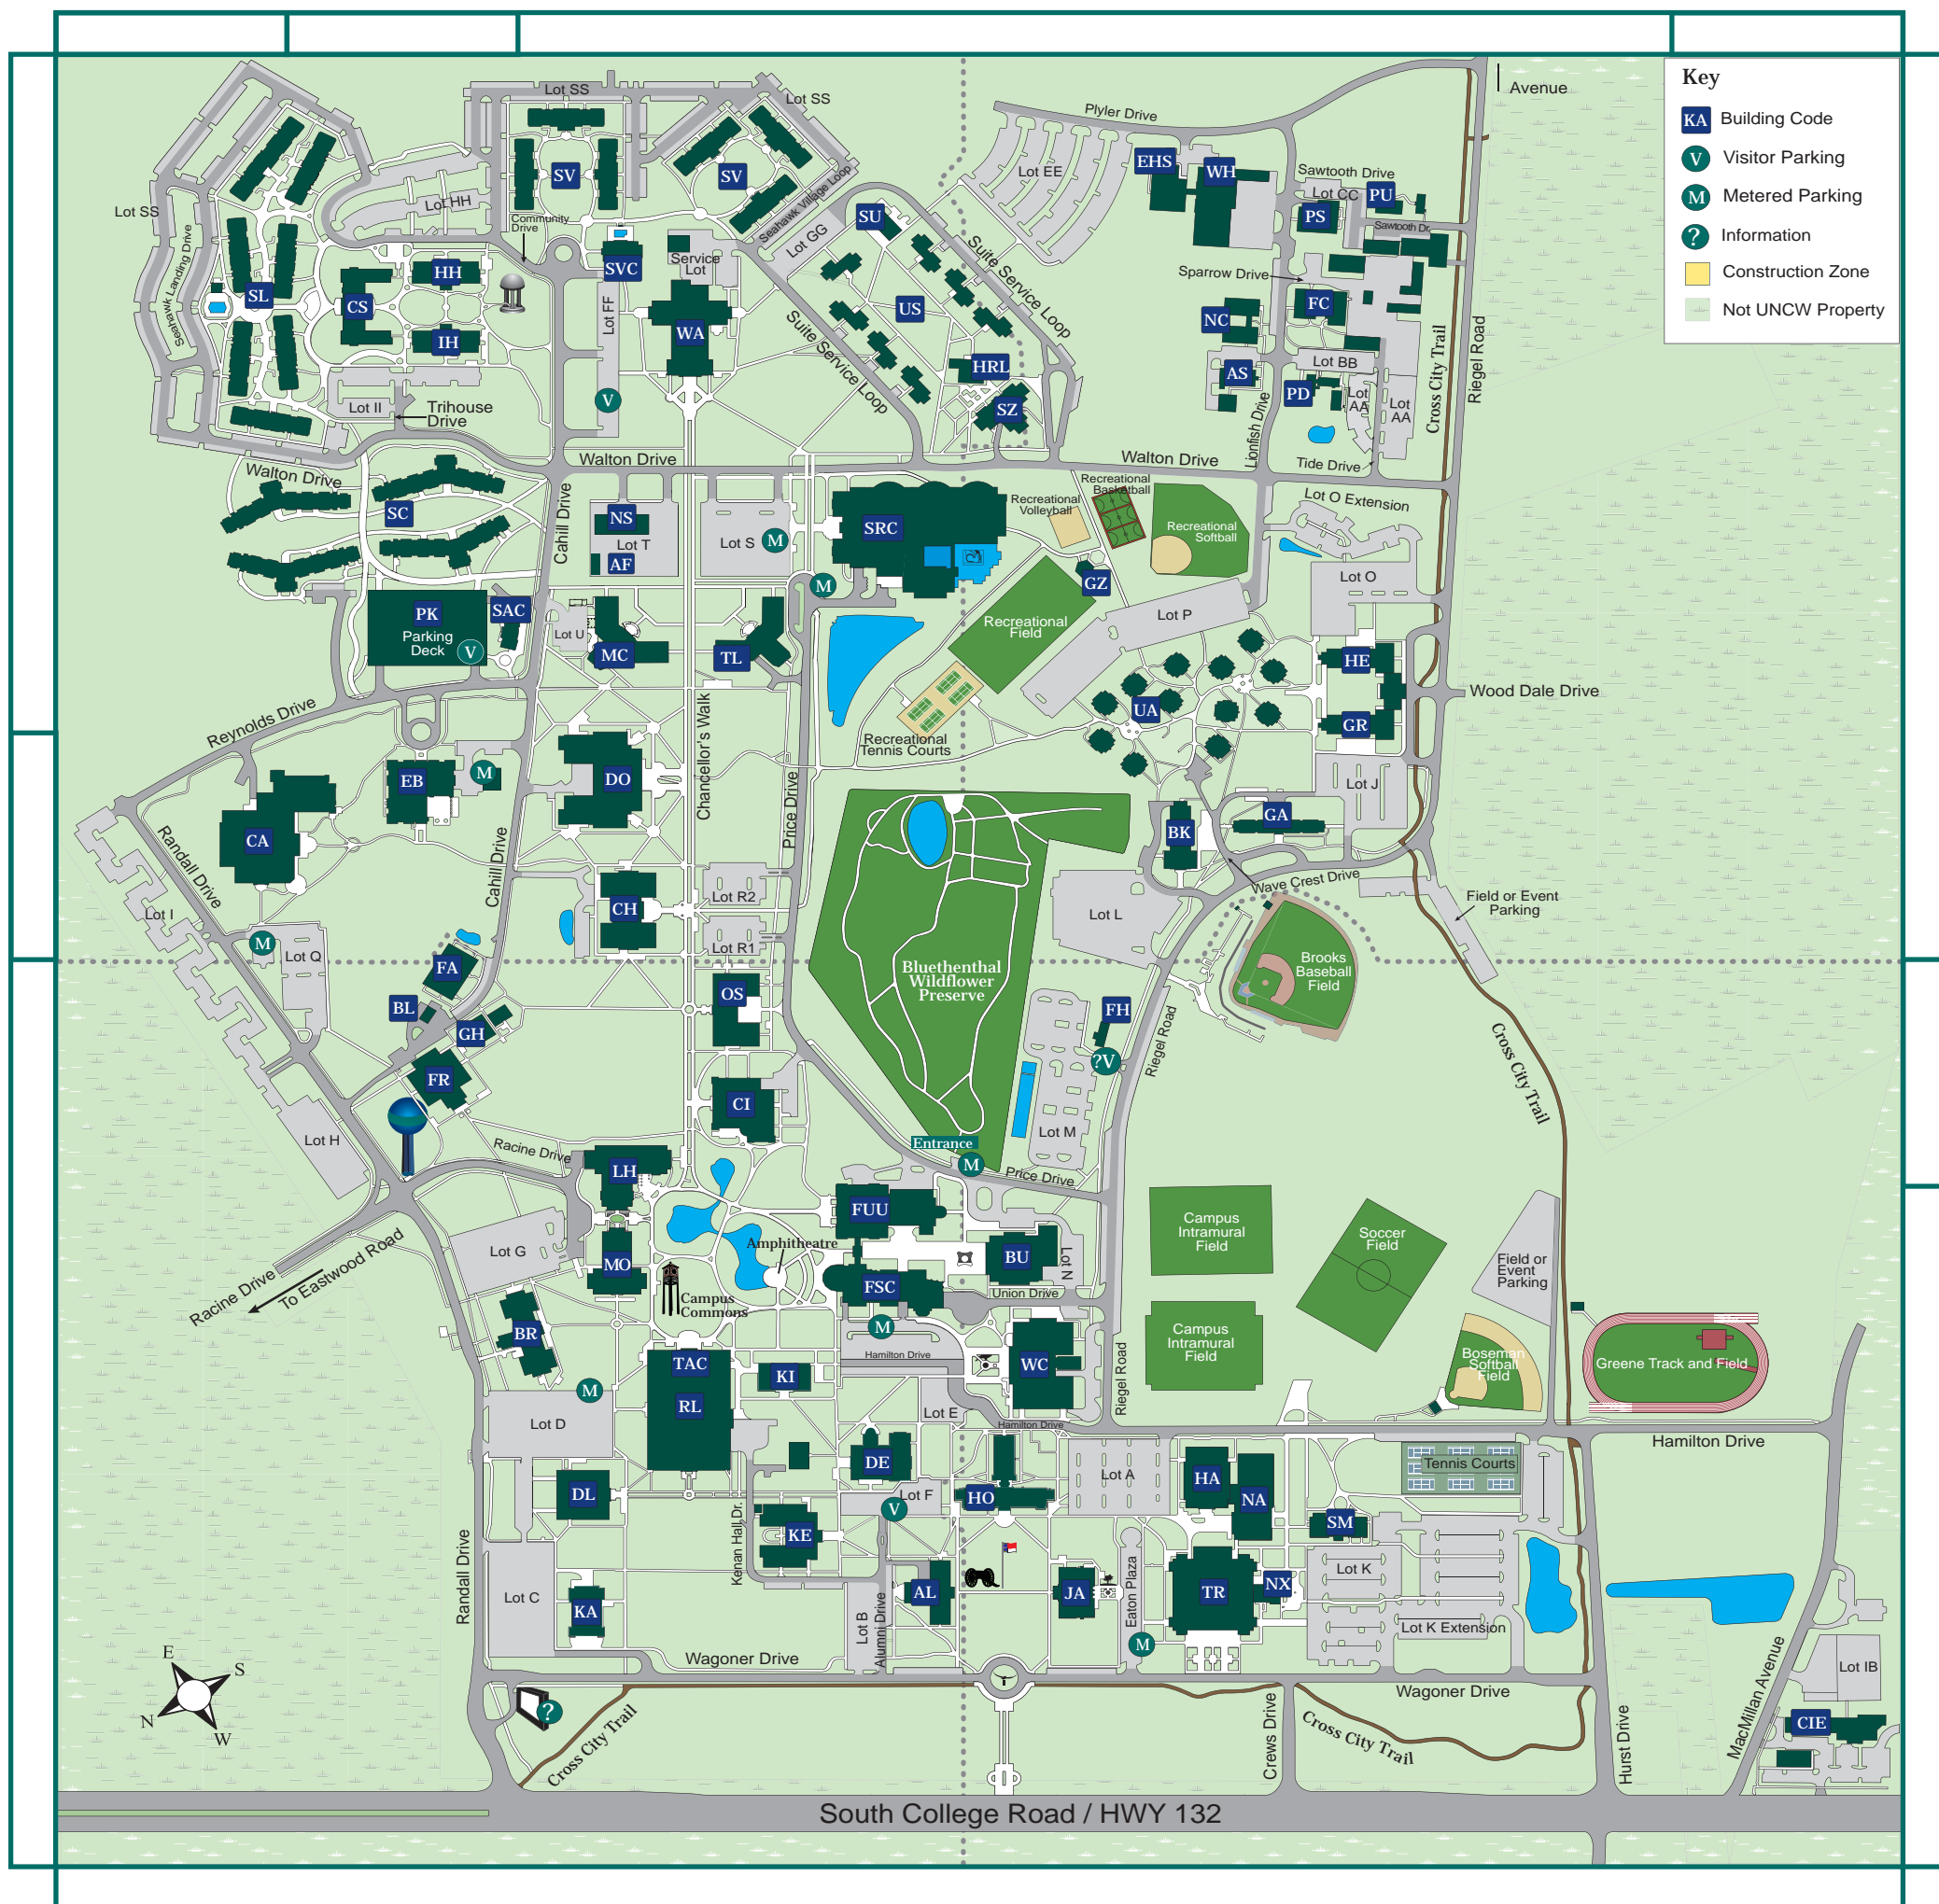 Key
KA Building Code
V Visitor Parking
M Metered Parking
? Information
Construction Zone
Not UNCW Property
Avenue
Plyler Drive
Lot SS
Lot SS
Lot SS
Lot EE
EHS
WH
Sawtooth Drive
Lot CC
PU
PS
Sawtooth Dr.
SV
SV
Lot HH
Community
Drive
Seahawk Village Loop
Lot GG
SU
Suite Service Loop
Seahawk Landing Drive
SL
HH
CS
IH
SVC
Service
Lot
Lot FF
WA
US
Suite Service Loop
HRL
SZ
Sparrow Drive
FC
NC
AS
Lot BB
PD
Lot
AA
Lot
AA
Lionfish Drive
Tide Drive
Cross City Trail
Riegel Road
Lot II
Trihouse
Drive
V
Walton Drive
Walton Drive
Walton Drive
SC
Cahill Drive
NS
Lot T
AF
Lot S
M
SRC
M
Recreational
Volleyball
Recreational
Basketball
Recreational
Softball
Lot O Extension
Lot O
GZ
Recreational
Field
Lot P
PK
Parking
Deck
V
SAC
Lot U
MC
TL
HE
UA
GR
Wood Dale Drive
Recreational
Tennis Courts
Reynolds Drive
Chancellor's Walk
Price Drive
EB
M
DO
CA
Randall Drive
Cahill Drive
Lot J
GA
BK
Wave Crest Drive
Field or Event
Parking
Lot I
M
Lot Q
CH
Lot R2
Lot R1
Lot L
Brooks
Baseball
Field
Bluethenthal
Wildflower
Preserve
FA
BL
GH
FR
OS
CI
FH
?V
Riegel Road
Cross City Trail
Lot H
Lot M
Entrance
M
Price Drive
Racine Drive
LH
FUU
Lot G
MO
Amphitheatre
BU
Lot N
FSC
Union Drive
Campus
Commons
Campus
Intramural
Field
Soccer
Field
Field or
Event
Parking
Racine Drive
To Eastwood Road
BR
M
Hamilton Drive
WC
Campus
Intramural
Field
Boseman
Softball
Field
Greene Track and Field
TAC
RL
KI
M
Lot D
Lot E
Hamilton Drive
Riegel Road
Hamilton Drive
DE
Lot A
HA
NA
Tennis Courts
DL
Lot F
V
HO
SM
KE
Kenan Hall Dr.
Randall Drive
Lot C
KA
AL
Lot B
Alumni Drive
JA
Eaton Plaza
TR
NX
Lot K
Lot K Extension
M
Wagoner Drive
Wagoner Drive
Lot IB
CIE
MacMillan Avenue
Hurst Drive
Crews Drive
Cross City Trail
Cross City Trail
?
E
S
N
W
South College Road / HWY 132